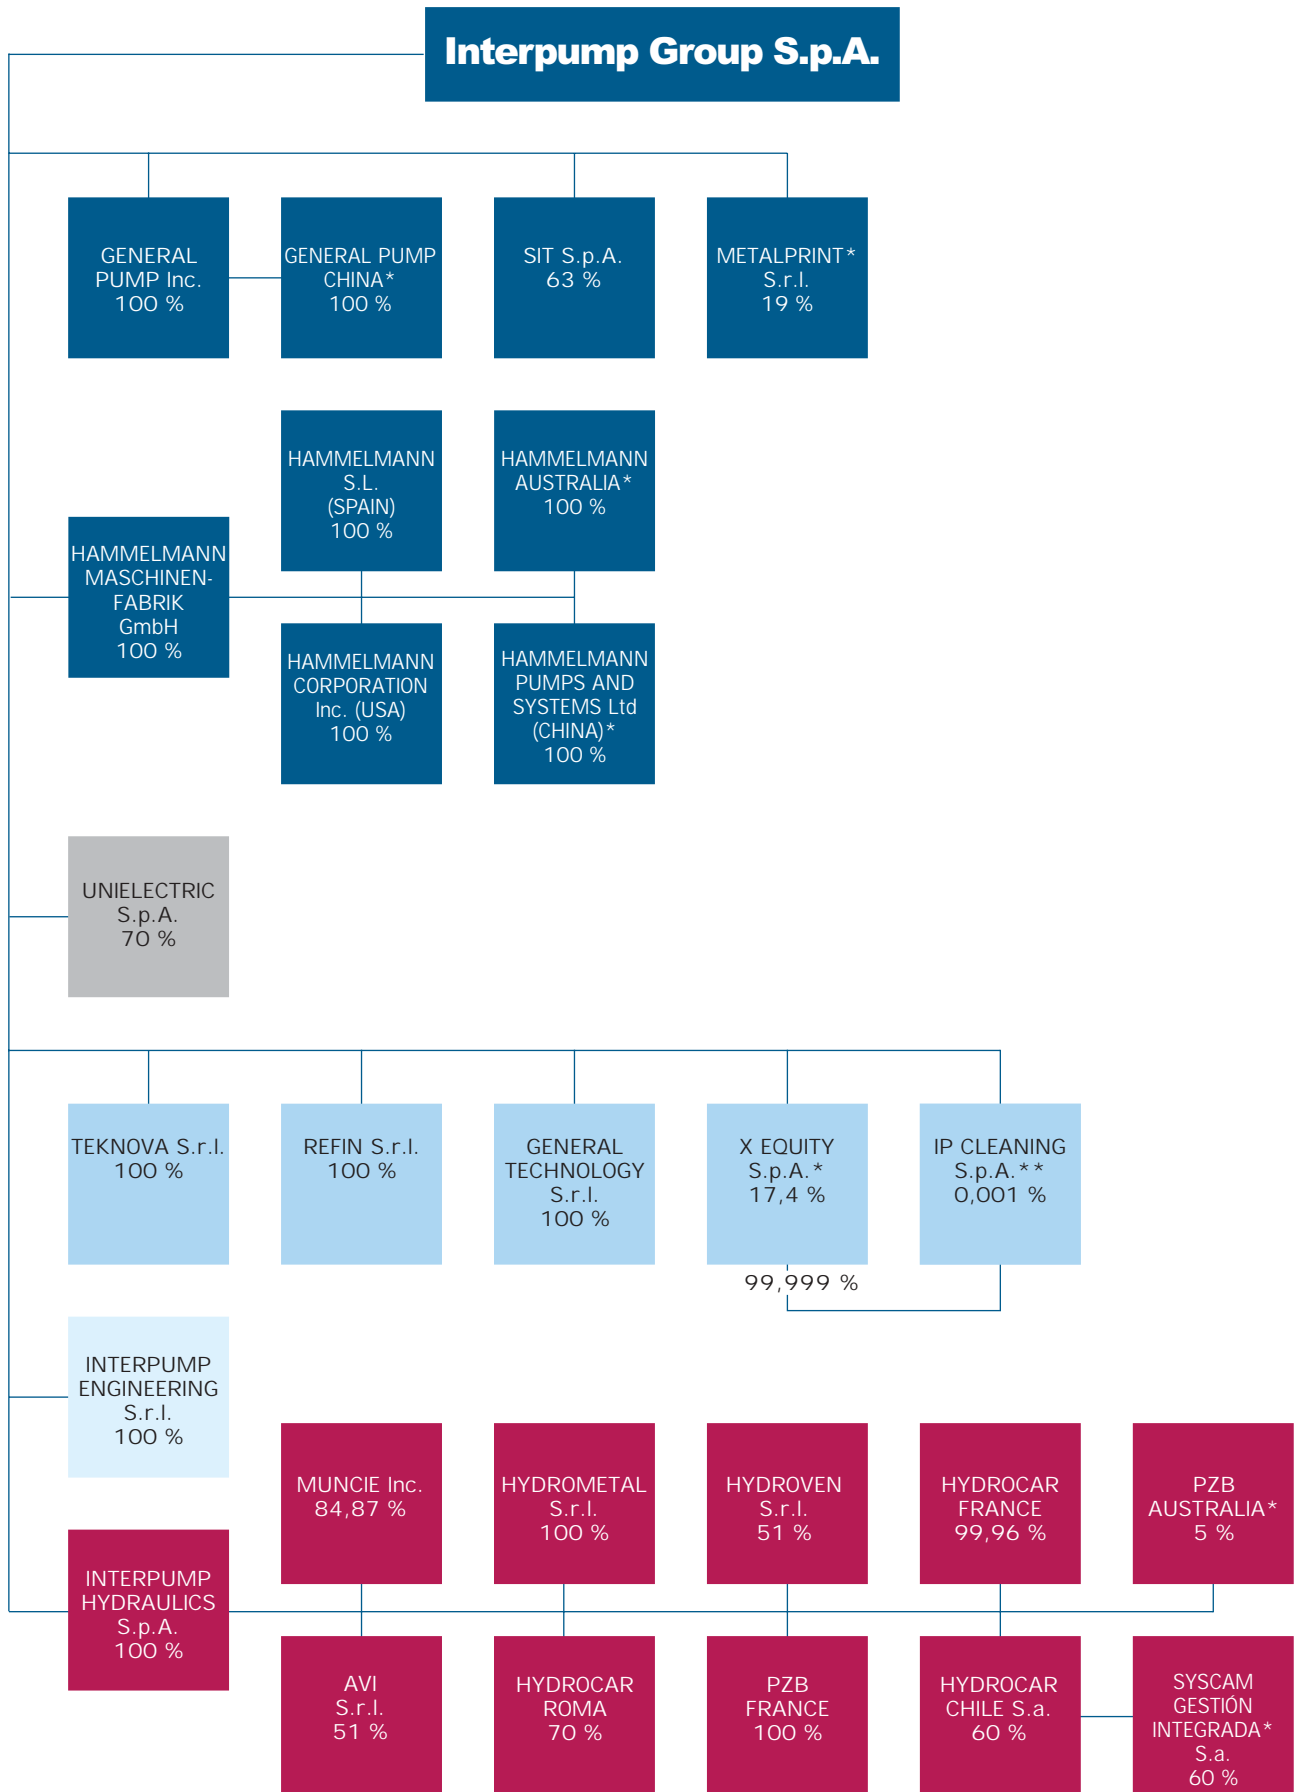 Interpump Group S.p.A.
GENERAL
PUMP Inc.
100 %
GENERAL PUMP
CHINA*
100 %
SIT S.p.A.
63 %
METALPRINT*
S.r.l.
19 %
HAMMELMANN
S.L.
(SPAIN)
100 %
HAMMELMANN
AUSTRALIA*
100 %
HAMMELMANN
MASCHINEN-
FABRIK
GmbH
100 %
HAMMELMANN
CORPORATION
Inc. (USA)
100 %
HAMMELMANN
PUMPS AND
SYSTEMS Ltd
(CHINA)*
100 %
UNIELECTRIC
S.p.A.
70 %
TEKNOVA S.r.l.
100 %
REFIN S.r.l.
100 %
GENERAL
TECHNOLOGY
S.r.l.
100 %
X EQUITY
S.p.A.*
17,4 %
IP CLEANING
S.p.A.**
0,001 %
99,999 %
INTERPUMP
ENGINEERING
S.r.l.
100 %
MUNCIE Inc.
84,87 %
HYDROMETAL
S.r.l.
100 %
HYDROVEN
S.r.l.
51 %
HYDROCAR
FRANCE
99,96 %
PZB
AUSTRALIA*
5 %
INTERPUMP
HYDRAULICS
S.p.A.
100 %
AVI
S.r.l.
51 %
HYDROCAR
ROMA
70 %
PZB
FRANCE
100 %
HYDROCAR
CHILE S.a.
60 %
SYSCAM
GESTIÓN
INTEGRADA*
S.a.
60 %